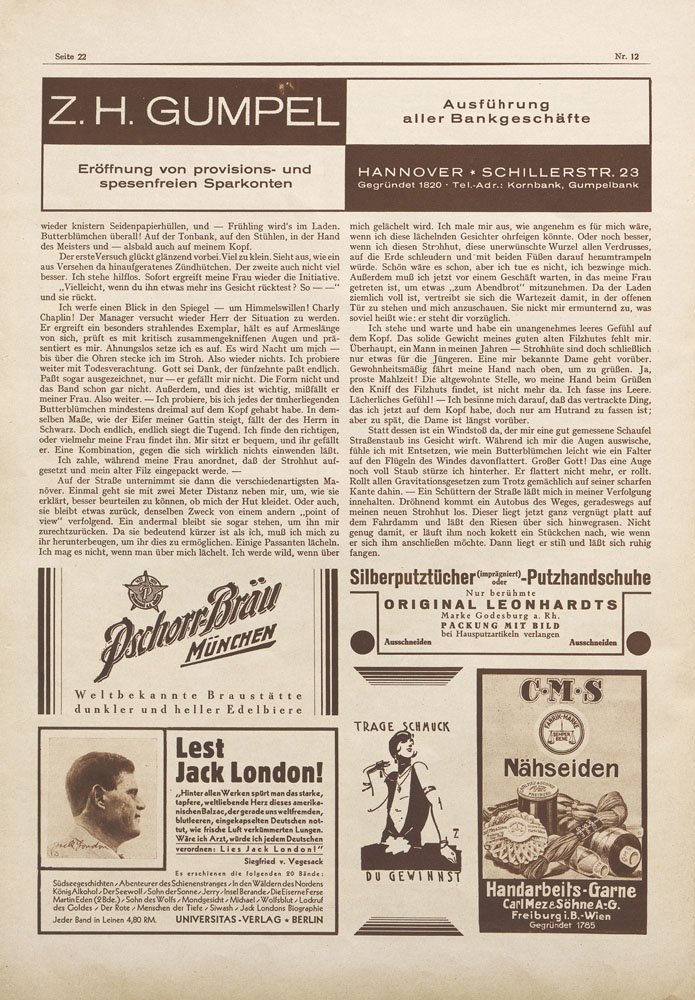 Seite 22
Nr. 12
Z. H. GUMPEL
Ausführung
aller Bankgeschäfte
Eröffnung von provisions- und
spesenfreien Sparkonten
HANNOVER * SCHILLERSTR. 23
Gegründet 1820 · Tel.-Adr.: Kornbank, Gumpelbank
wieder knistern Seidenpapierhüllen, und — Frühling wird's im Laden.
Butterblümchen überall! Auf der Tonbank, auf den Stühlen, in der Hand
des Meisters und — alsbald auch auf meinem Kopf.
Der erste Versuch glückt glänzend vorbei. Viel zu klein. Sieht aus, wie ein
aus Versehen da hinaufgeratenes Zündhütchen. Der zweite auch nicht viel
besser. Ich stehe hilflos. Sofort ergreift meine Frau wieder die Initiative.
„Vielleicht, wenn du ihn etwas mehr ins Gesicht rücktest? So — —“
und sie rückt.
Ich werfe einen Blick in den Spiegel — um Himmelswillen! Charly
Chaplin! Der Manager versucht wieder Herr der Situation zu werden.
Er ergreift ein besonders strahlendes Exemplar, hält es auf Armeslänge
von sich, prüft es mit kritisch zusammengekniffenen Augen und prä-
sentiert es mir. Ahnungslos setze ich es auf. Es wird Nacht um mich —
bis über die Ohren stecke ich im Stroh. Also wieder nichts. Ich probiere
weiter mit Todesverachtung. Gott sei Dank, der fünfzehnte paßt endlich.
Paßt sogar ausgezeichnet, nur — er gefällt mir nicht. Die Form nicht und
das Band schon gar nicht. Außerdem, und dies ist wichtig, mißfällt er
meiner Frau. Also weiter. — Ich probiere, bis ich jedes der umherliegenden
Butterblümchen mindestens dreimal auf dem Kopf gehabt habe. In dem-
selben Maße, wie der Eifer meiner Gattin steigt, fällt der des Herrn in
Schwarz. Doch endlich, endlich siegt die Tugend. Ich finde den richtigen,
oder vielmehr meine Frau findet ihn. Mir sitzt er bequem, und ihr gefällt
er. Eine Kombination, gegen die sich wirklich nichts einwenden läßt.
Ich zahle, während meine Frau anordnet, daß der Strohhut auf-
gesetzt und mein alter Filz eingepackt werde. —
Auf der Straße unternimmt sie dann die verschiedenartigsten Ma-
növer. Einmal geht sie mit zwei Meter Distanz neben mir, um, wie sie
erklärt, besser beurteilen zu können, ob mich der Hut kleidet. Oder auch,
sie bleibt etwas zurück, denselben Zweck von einem andern „point of
view“ verfolgend. Ein andermal bleibt sie sogar stehen, um ihn mir
zurechtzurücken. Da sie bedeutend kürzer ist als ich, muß ich mich zu
ihr herunterbeugen, um ihr dies zu ermöglichen. Einige Passanten lächeln.
Ich mag es nicht, wenn man über mich lächelt. Ich werde wild, wenn über
mich gelächelt wird. Ich male mir aus, wie angenehm es für mich wäre,
wenn ich diese lächelnden Gesichter ohrfeigen könnte. Oder noch besser,
wenn ich diesen Strohhut, diese unerwünschte Wurzel allen Verdrusses,
auf die Erde schleudern und mit beiden Füßen darauf herumtrampeln
würde. Schön wäre es schon, aber ich tue es nicht, ich bezwinge mich.
Außerdem muß ich jetzt vor einem Geschäft warten, in das meine Frau
getreten ist, um etwas „zum Abendbrot“ mitzunehmen. Da der Laden
ziemlich voll ist, vertreibt sie sich die Wartezeit damit, in der offenen
Tür zu stehen und mich anzuschauen. Sie nickt mir ermunternd zu, was
soviel heißt wie: er steht dir vorzüglich.
Ich stehe und warte und habe ein unangenehmes leeres Gefühl auf
dem Kopf. Das solide Gewicht meines guten alten Filzhutes fehlt mir.
Überhaupt, ein Mann in meinen Jahren — Strohhüte sind doch schließlich
nur etwas für die Jüngeren. Eine mir bekannte Dame geht vorüber.
Gewohnheitsmäßig fährt meine Hand nach oben, um zu grüßen. Ja,
proste Mahlzeit! Die altgewohnte Stelle, wo meine Hand beim Grüßen
den Kniff des Filzhuts findet, ist nicht mehr da. Ich fasse ins Leere.
Lächerliches Gefühl! — Ich besinne mich darauf, daß das vertrackte Ding,
das ich jetzt auf dem Kopf habe, doch nur am Hutrand zu fassen ist;
aber zu spät, die Dame ist längst vorüber.
Statt dessen ist ein Windstoß da, der mir eine gut gemessene Schaufel
Straßenstaub ins Gesicht wirft. Während ich mir die Augen auswische,
fühle ich mit Entsetzen, wie mein Butterblümchen leicht wie ein Falter
auf den Flügeln des Windes davonflattert. Großer Gott! Das eine Auge
noch voll Staub stürze ich hinterher. Er flattert nicht mehr, er rollt.
Rollt allen Gravitationsgesetzen zum Trotz gemächlich auf seiner scharfen
Kante dahin. — Ein Schüttern der Straße läßt mich in meiner Verfolgung
innehalten. Dröhnend kommt ein Autobus des Weges, geradeswegs auf
meinen neuen Strohhut los. Dieser liegt jetzt ganz vergnügt platt auf
dem Fahrdamm und läßt den Riesen über sich hinwegrasen. Nicht
genug damit, er läuft ihm noch kokett ein Stückchen nach, wie wenn
er sich ihm anschließen möchte. Dann liegt er still und läßt sich ruhig
fangen.
Pschorr-Bräu
MÜNCHEN
Weltbekannte Braustätte
dunkler und heller Edelbiere
Silberputztücher (imprägniert) oder -Putzhandschuhe
Nur berühmte
ORIGINAL LEONHARDTS
Marke Godesburg a. Rh.
PACKUNG MIT BILD
bei Hausputzartikeln verlangen
Ausschneiden
Ausschneiden
Lest
Jack London!
„Hinter allen Werken spürt man das starke,
tapfere, weltliebende Herz dieses amerika-
nischen Balzac, der gerade uns weltfremden,
blutleeren, eingekapselten Deutschen not-
tut, wie frische Luft verkümmerten Lungen.
Wäre ich Arzt, würde ich jedem Deutschen
verordnen: Lies Jack London!“
Siegfried v. Vegesack
Es erschienen die folgenden 20 Bände:
Südseegeschichten / Abenteurer des Schienenstranges / In den Wäldern des Nordens
König Alkohol / Der Seewolf / Sohn der Sonne / Jerry / Insel Berande / Die Eiserne Ferse
Martin Eden (2 Bde.) / Sohn des Wolfs / Mondgesicht / Michael / Wolfsblut / Lockruf
des Goldes / Der Rote / Menschen der Tiefe / Siwash / Jack Londons Biographie
Jeder Band in Leinen 4,80 RM. UNIVERSITAS-VERLAG * BERLIN
TRAGE SCHMUCK
DU GEWINNST
C·M·S
FABRIK-MARKE
SEMPER
BENE
Nähseiden
Handarbeits-Garne
Carl Mez & Söhne A.-G.
Freiburg i.B.-Wien
Gegründet 1785